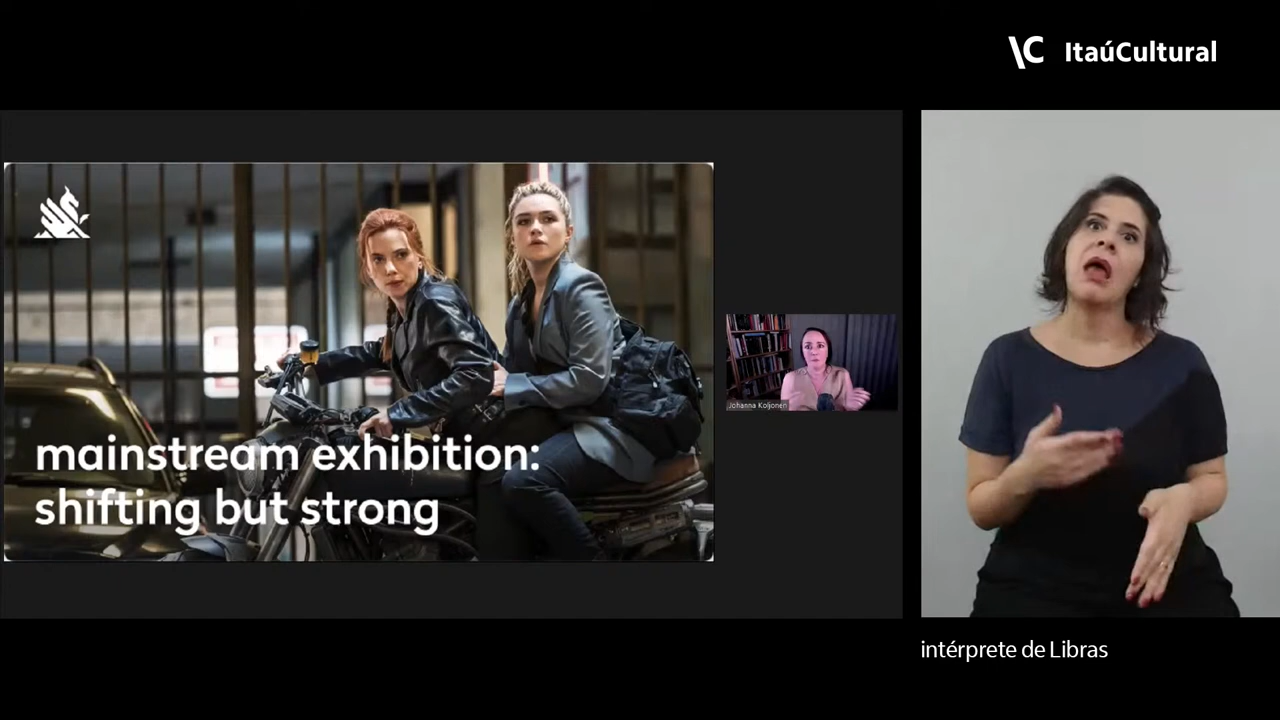 ItaúCultural
mainstream exhibition:
shifting but strong
Johanna Koljonen
intérprete de Libras